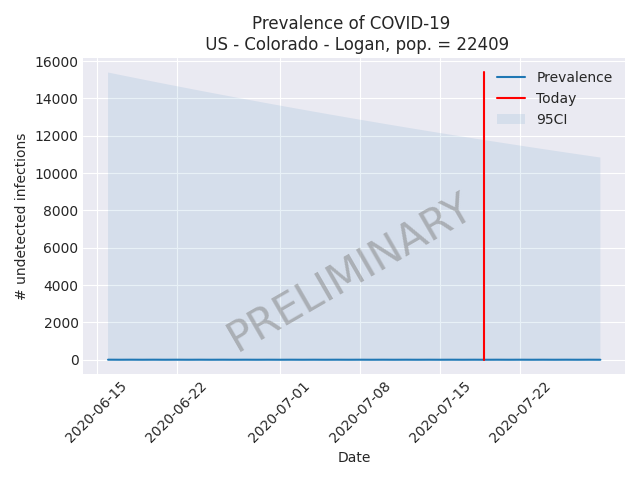 Prevalence of COVID-19
US - Colorado - Logan, pop. = 22409
# undetected infections
16000
14000
12000
10000
8000
6000
4000
2000
0
Prevalence
Today
95CI
PRELIMINARY
2020-06-15
2020-06-22
2020-07-01
2020-07-08
2020-07-15
2020-07-22
Date